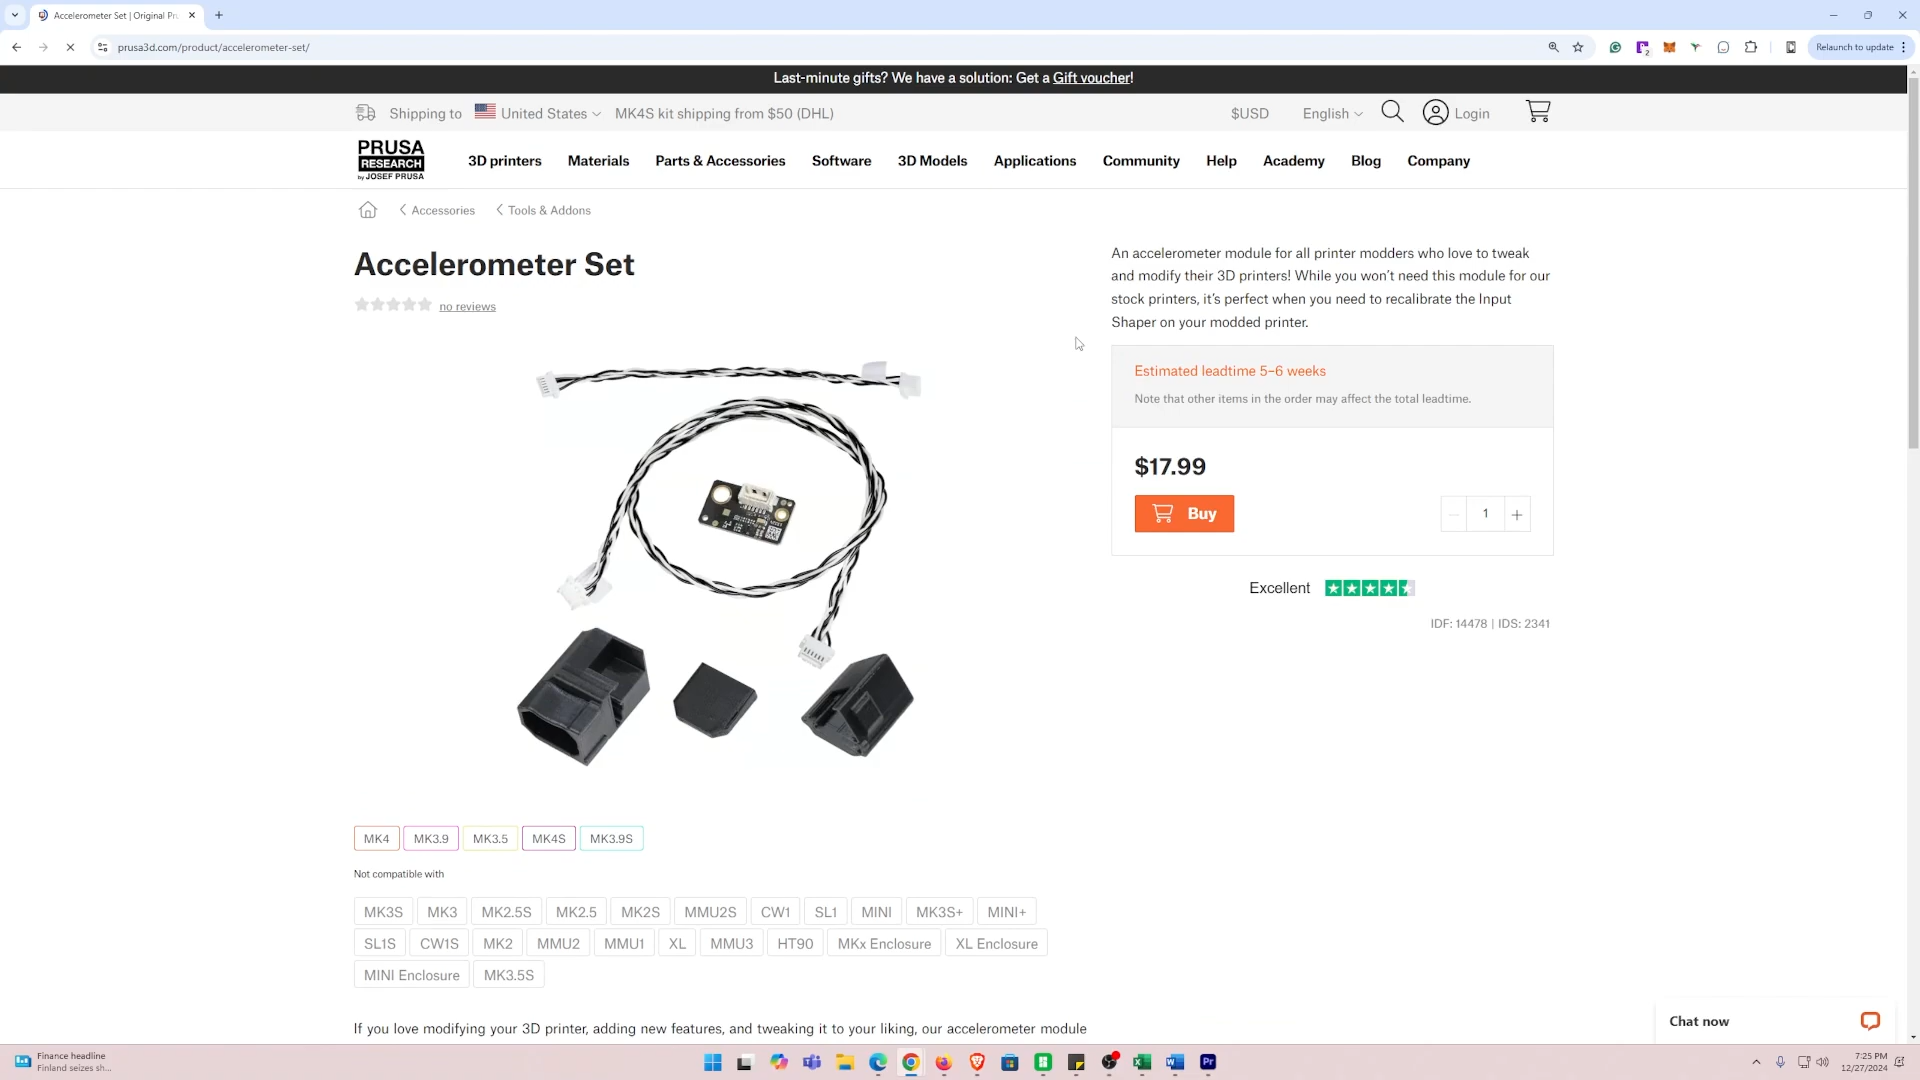 Accelerometer Set | Original Pr
prusa3d.com/product/accelerometer-set/
Relaunch to update
Last-minute gifts? We have a solution: Get a Gift voucher!
Shipping to United States MK4S kit shipping from $50 (DHL) $USD English Login
PRUSA
RESEARCH
by JOSEF PRUSA
3D printers Materials Parts & Accessories Software 3D Models Applications Community Help Academy Blog Company
Accessories Tools & Addons
Accelerometer Set
no reviews
An accelerometer module for all printer modders who love to tweak
and modify their 3D printers! While you won't need this module for our
stock printers, it's perfect when you need to recalibrate the Input
Shaper on your modded printer.
Estimated leadtime 5–6 weeks
Note that other items in the order may affect the total leadtime.
$17.99
Buy 1
Excellent
IDF: 14478 | IDS: 2341
MK4 MK3.9 MK3.5 MK4S MK3.9S
Not compatible with
MK3S MK3 MK2.5S MK2.5 MK2S MMU2S CW1 SL1 MINI MK3S+ MINI+
SL1S CW1S MK2 MMU2 MMU1 XL MMU3 HT90 MKx Enclosure XL Enclosure
MINI Enclosure MK3.5S
If you love modifying your 3D printer, adding new features, and tweaking it to your liking, our accelerometer module
Chat now
Finance headline
Finland seizes sh...
7:25 PM
12/27/2024